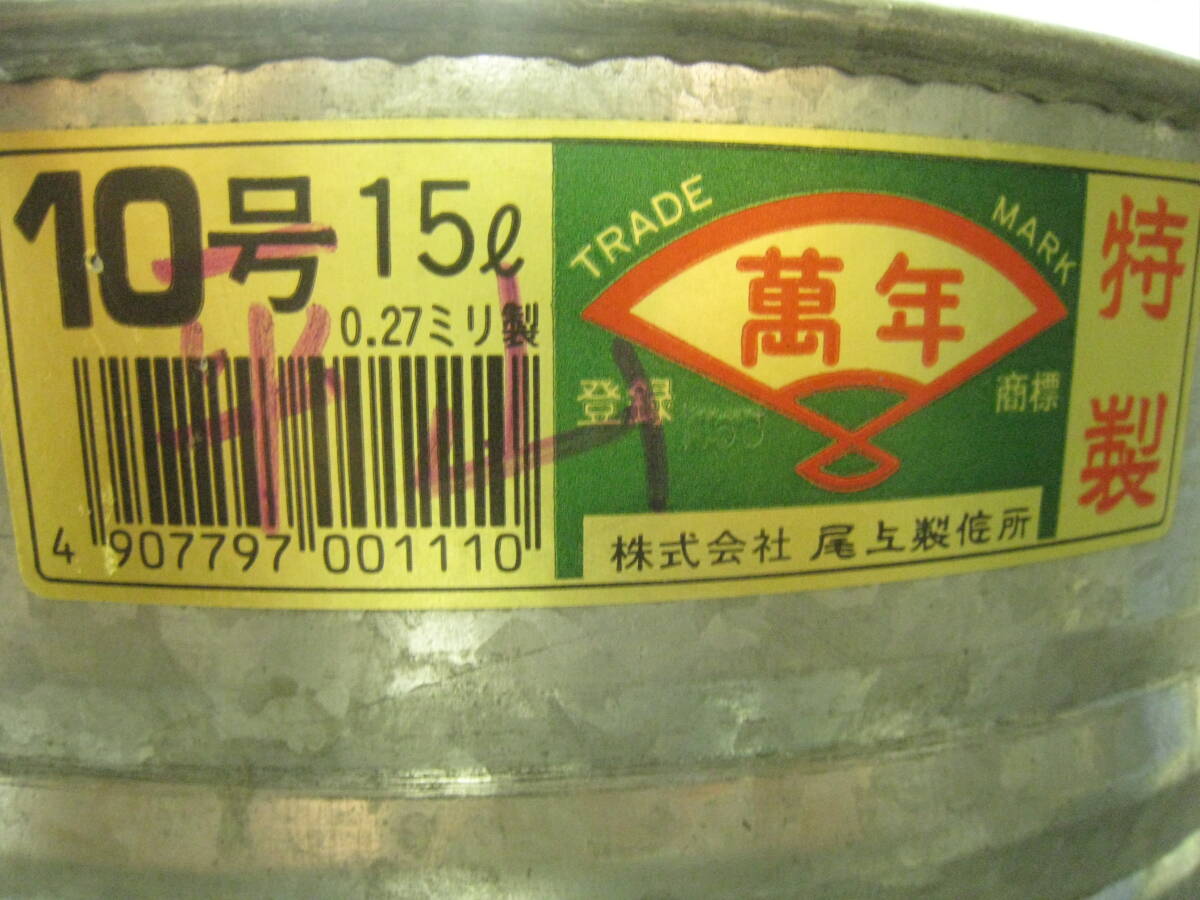 10号 15ℓ
0.27ミリ製
4 907797 001110
TRADE MARK
萬年
登録 商標
株式会社 尾上製作所
特製